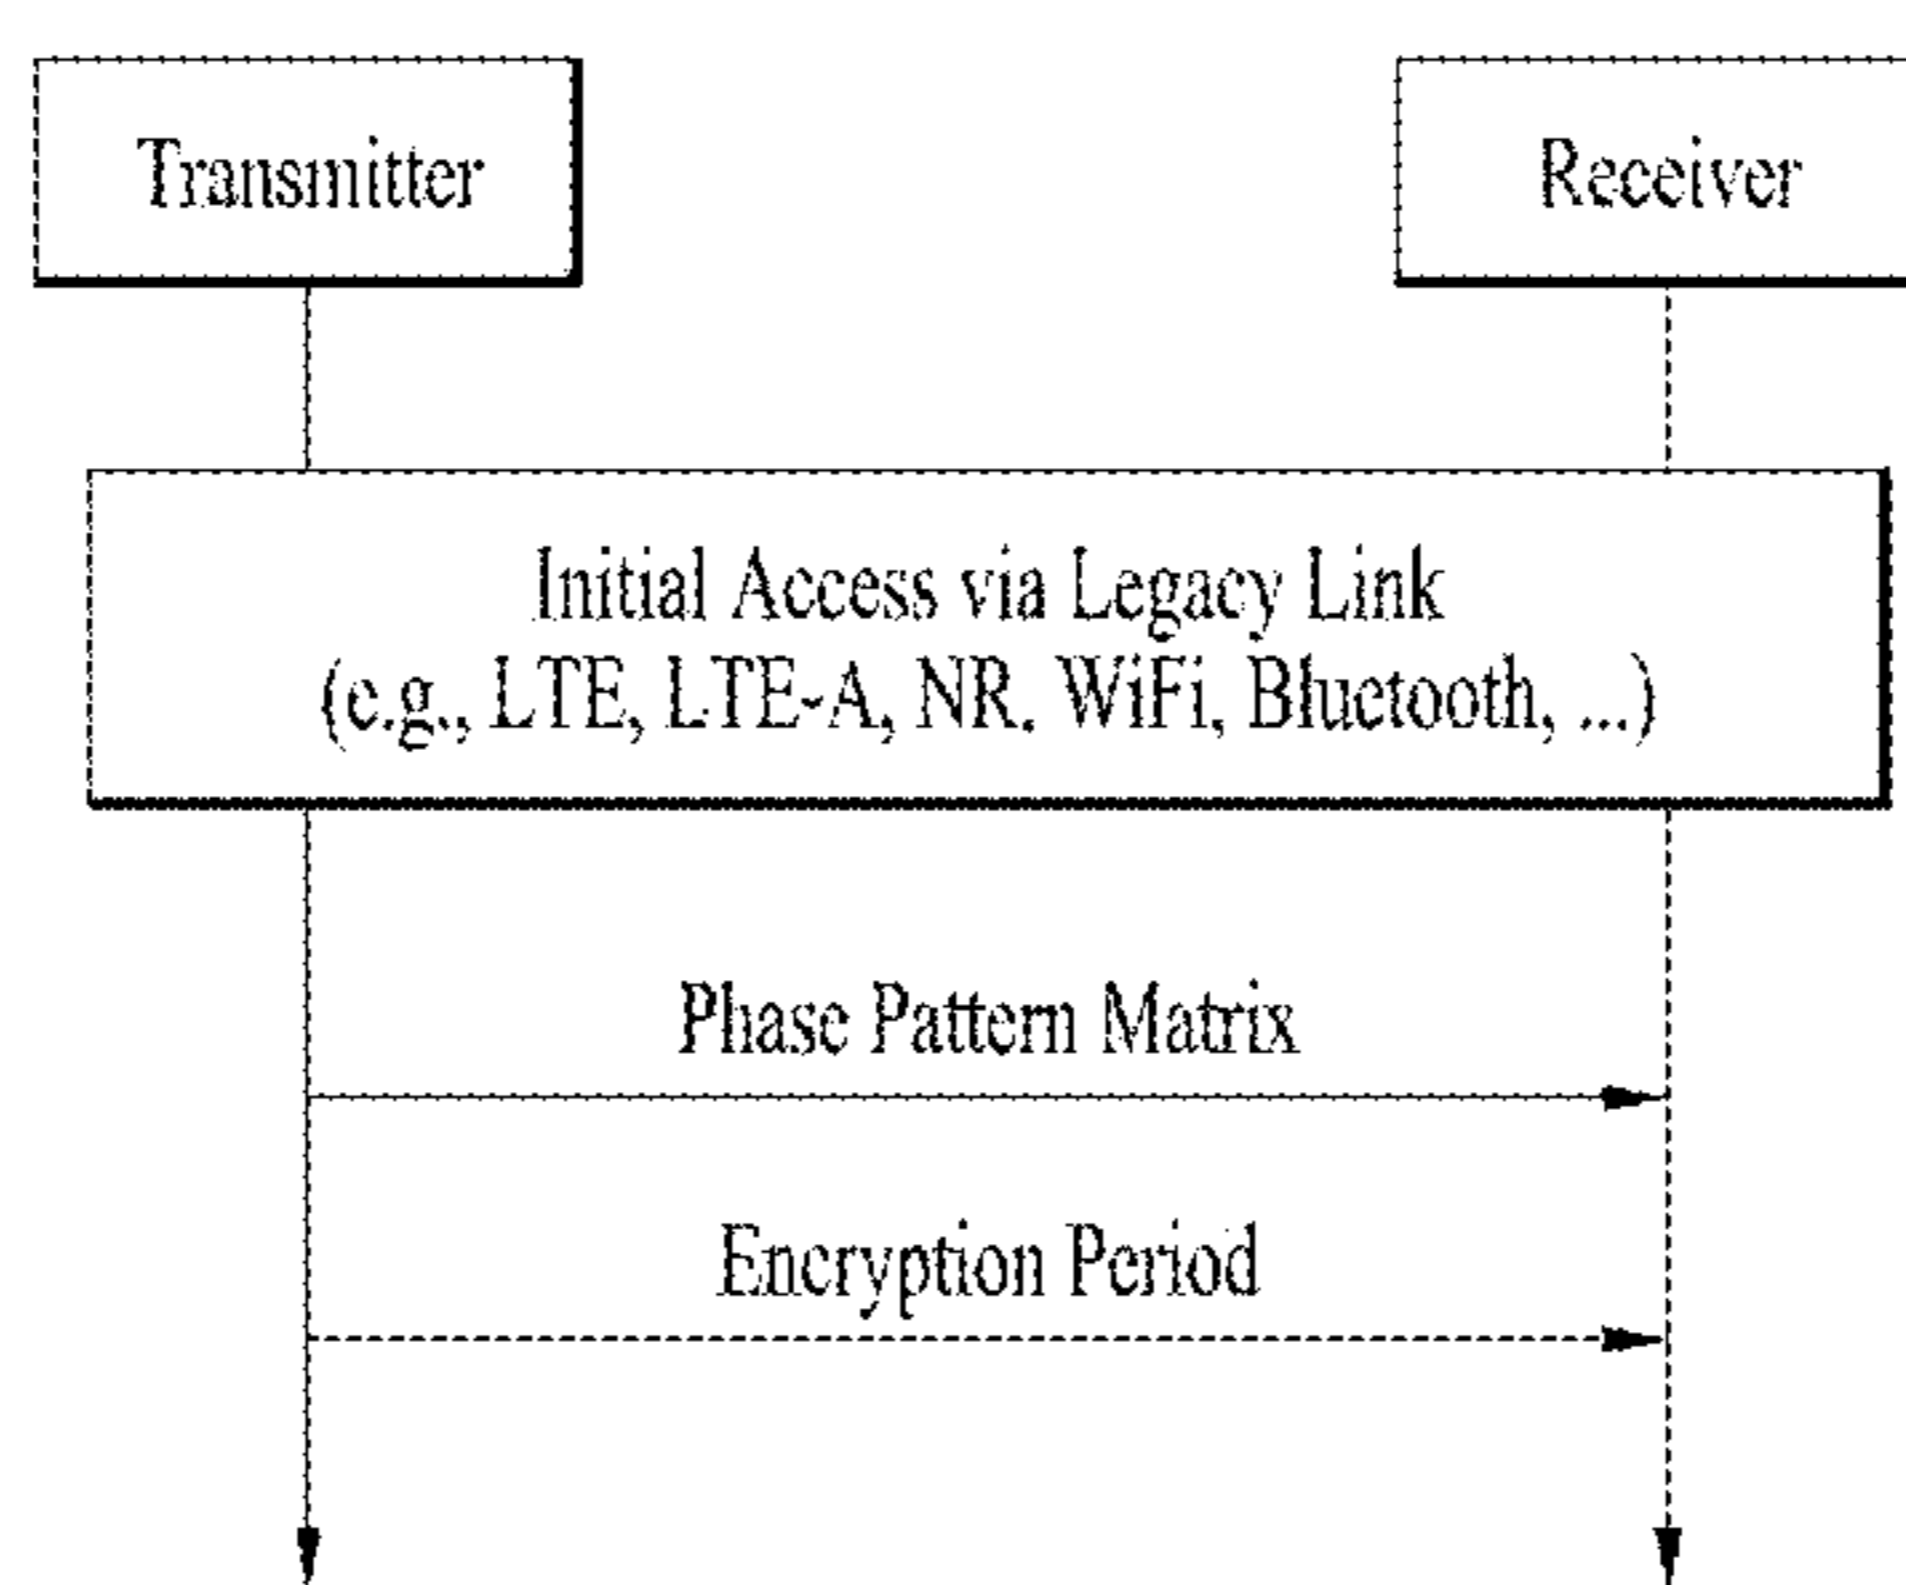 Transmitter
Receiver
Initial Access via Legacy Link
(e.g., LTE, LTE-A, NR. WiFi, Bluetooth, ...)
Phase Pattern Matrix
Encryption Period